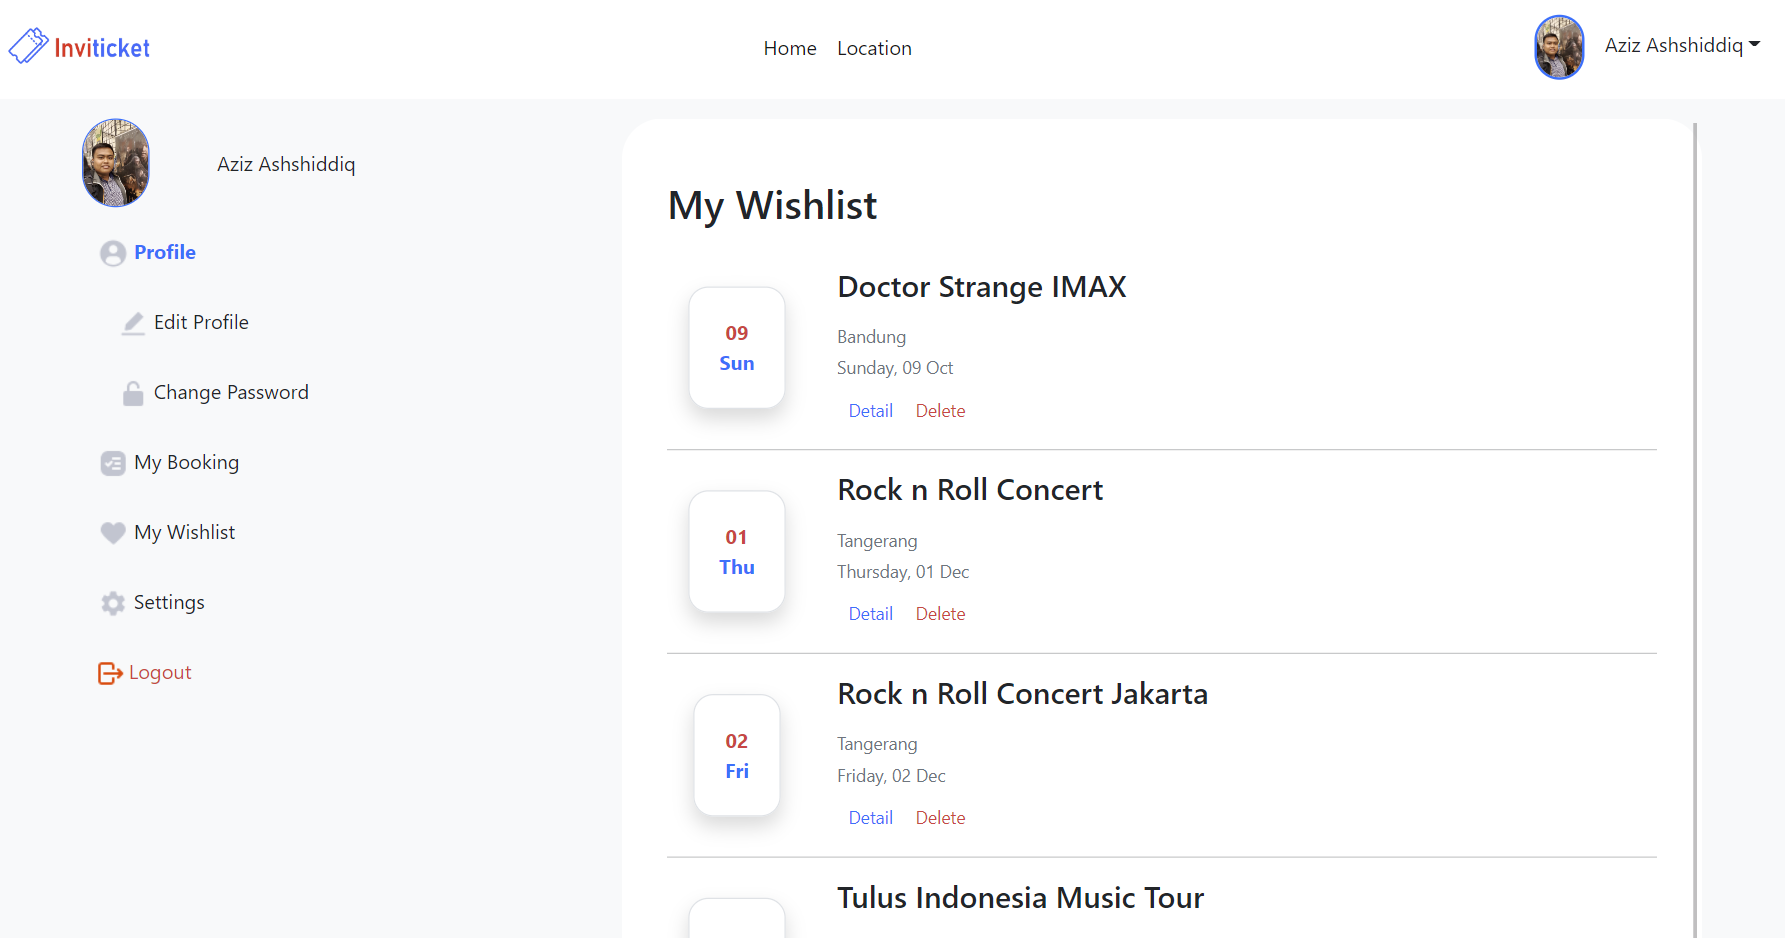 Inviticket
Home
Location
Aziz Ashshiddiq
Aziz Ashshiddiq
Profile
Edit Profile
Change Password
My Booking
My Wishlist
Settings
Logout
My Wishlist
09
Sun
Doctor Strange IMAX
Bandung
Sunday, 09 Oct
Detail
Delete
01
Thu
Rock n Roll Concert
Tangerang
Thursday, 01 Dec
Detail
Delete
02
Fri
Rock n Roll Concert Jakarta
Tangerang
Friday, 02 Dec
Detail
Delete
Tulus Indonesia Music Tour